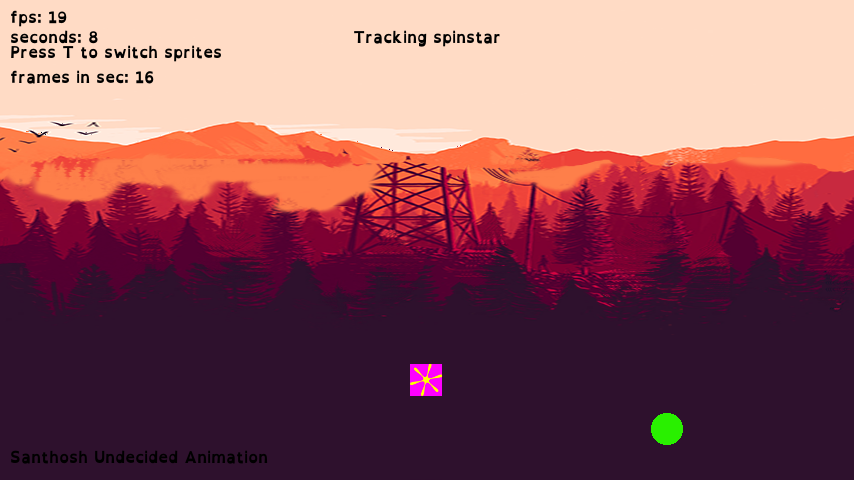 fps: 19
seconds: 8
Tracking spinstar
Press T to switch sprites
frames in sec: 16
Santhosh Undecided Animation